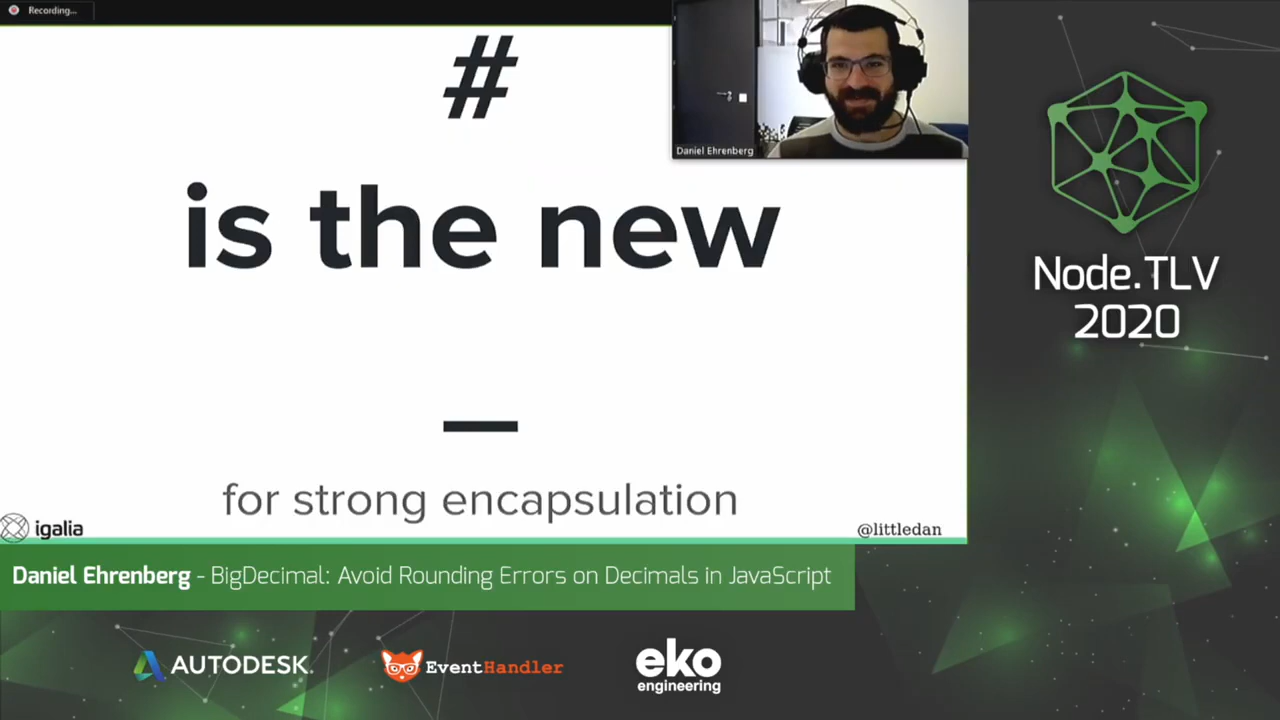 Recording...
#
is the new
_
for strong encapsulation
igalia
@littledan
Daniel Ehrenberg
Node.TLV
2020
Daniel Ehrenberg - BigDecimal: Avoid Rounding Errors on Decimals in JavaScript
AUTODESK.
EventHandler
eko
engineering